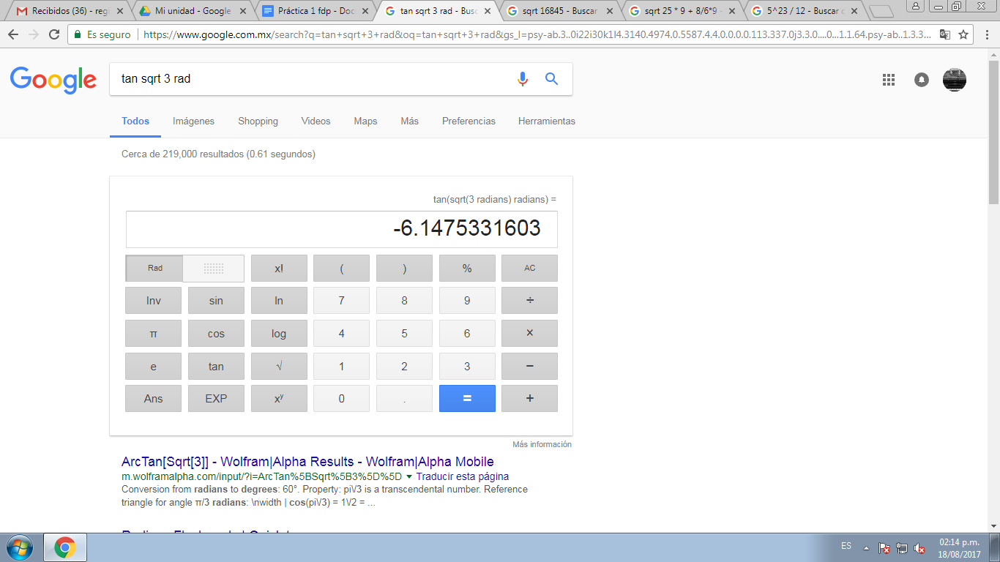 Recibidos (36) - regi
Mi unidad - Google
Práctica 1 fdp - Doc
tan sqrt 3 rad - Busc
sqrt 16845 - Buscar
sqrt 25 * 9 + 8/6*9 -
5^23 / 12 - Buscar c
Es seguro
https://www.google.com.mx/search?q=tan+sqrt+3+rad&oq=tan+sqrt+3+rad&gs_l=psy-ab.3..0i22i30k1l4.3140.4974.0.5587.4.4.0.0.0.0.113.337.0j3.3.0....0...1.1.64.psy-ab..1.3.3...
Google
tan sqrt 3 rad
Todos Imágenes Shopping Videos Maps Más Preferencias Herramientas
Cerca de 219,000 resultados (0.61 segundos)
tan(sqrt(3 radians) radians) =
-6.1475331603
Rad x! ( ) % AC
Inv sin ln 7 8 9 ÷
π cos log 4 5 6 ×
e tan √ 1 2 3 −
Ans EXP xʸ 0 . = +
Más información
ArcTan[Sqrt[3]] - Wolfram|Alpha Results - Wolfram|Alpha Mobile
m.wolframalpha.com/input/?i=ArcTan%5BSqrt%5B3%5D%5D ▾ Traducir esta página
Conversion from radians to degrees: 60°. Property: pi\/3 is a transcendental number. Reference
triangle for angle π/3 radians: \nwidth | cos(pi\/3) = 1\/2 = ...
ES
02:14 p.m.
18/08/2017